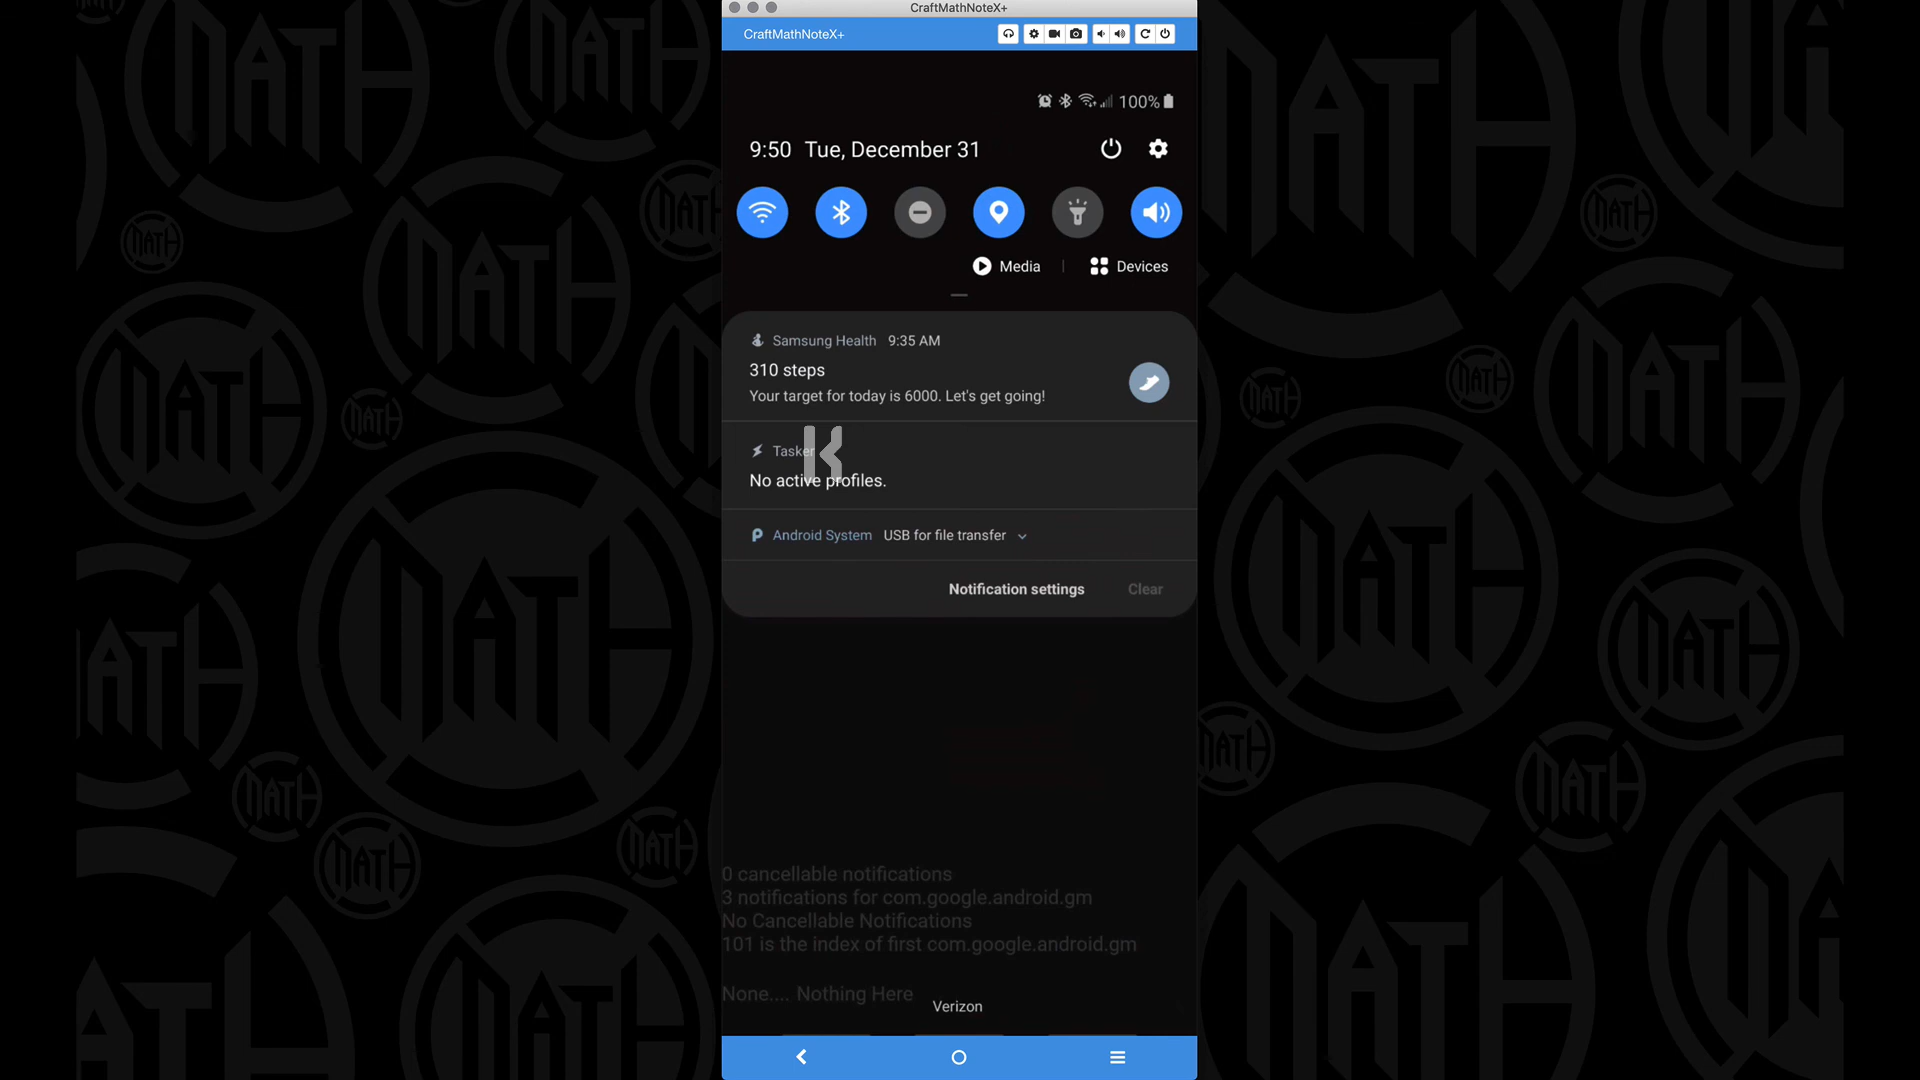 CraftMathNoteX+
CraftMathNoteX+
100%
9:50 Tue, December 31
Media | Devices
Samsung Health 9:35 AM
310 steps
Your target for today is 6000. Let's get going!
Tasker
K
No active profiles.
Android System USB for file transfer
Notification settings Clear
0 cancellable notifications
3 notifications for com.google.android.gm
No Cancellable Notifications
101 is the index of first com.google.android.gm
None.... Nothing Here
Verizon
MATH